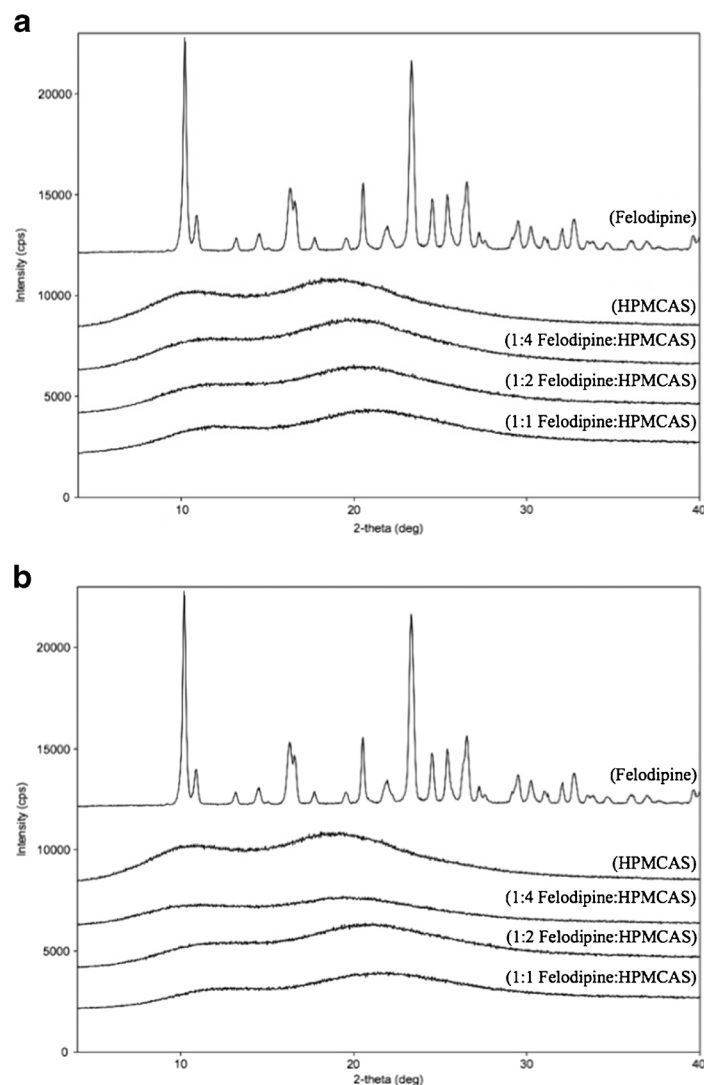 a
20000
15000
10000
5000
0
Intensity (cps)
(Felodipine)
(HPMCAS)
(1:4 Felodipine:HPMCAS)
(1:2 Felodipine:HPMCAS)
(1:1 Felodipine:HPMCAS)
10 20 30 40
2-theta (deg)
b
20000
15000
10000
5000
0
Intensity (cps)
(Felodipine)
(HPMCAS)
(1:4 Felodipine:HPMCAS)
(1:2 Felodipine:HPMCAS)
(1:1 Felodipine:HPMCAS)
10 20 30 40
2-theta (deg)